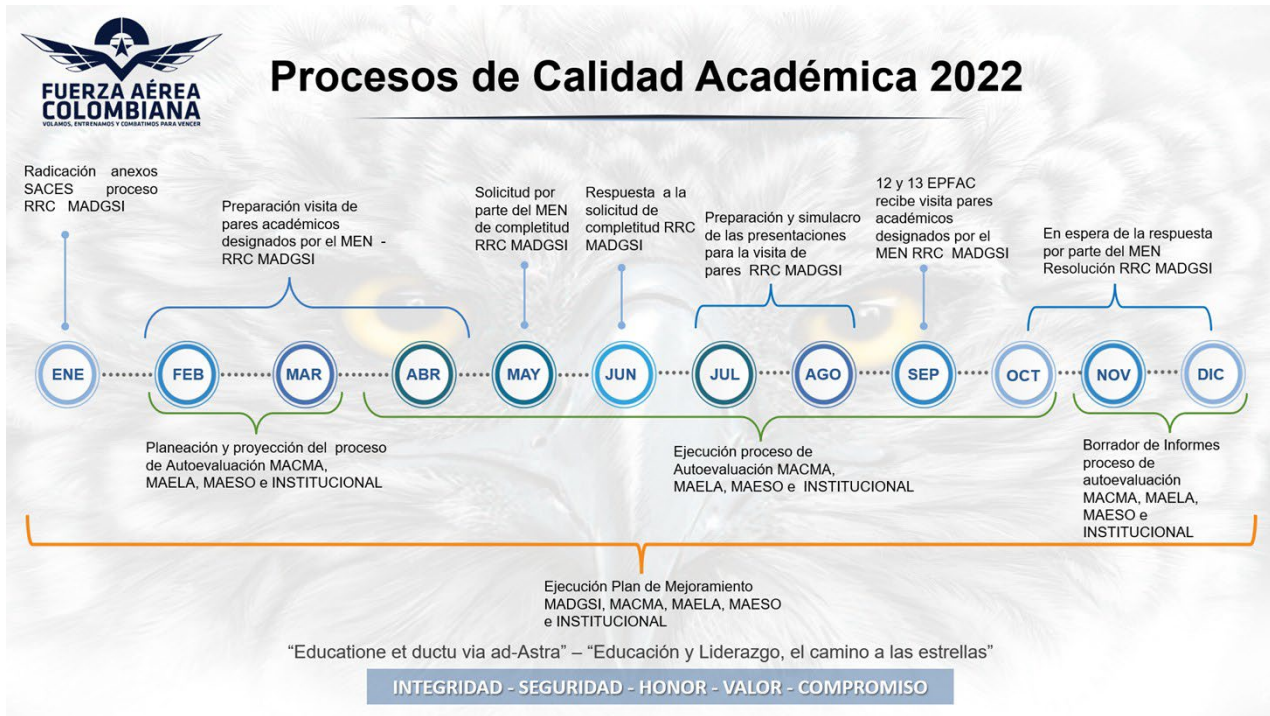 FUERZA AÉREA
COLOMBIANA
VOLAMOS, ENTRENAMOS Y COMBATIMOS PARA VENCER
Procesos de Calidad Académica 2022
Radicación anexos
SACES proceso
RRC MADGSI
Preparación visita de
pares académicos
designados por el MEN -
RRC MADGSI
Solicitud por
parte del MEN
de completitud
RRC MADGSI
Respuesta a la
solicitud de
completitud RRC
MADGSI
Preparación y simulacro
de las presentaciones
para la visita de
pares RRC MADGSI
12 y 13 EPFAC
recibe visita pares
académicos
designados por el
MEN RRC MADGSI
En espera de la respuesta
por parte del MEN
Resolución RRC MADGSI
ENE
FEB
MAR
ABR
MAY
JUN
JUL
AGO
SEP
OCT
NOV
DIC
Planeación y proyección del proceso
de Autoevaluación MACMA,
MAELA, MAESO e INSTITUCIONAL
Ejecución proceso de
Autoevaluación MACMA,
MAELA, MAESO e INSTITUCIONAL
Borrador de Informes
proceso de
autoevaluación
MACMA, MAELA,
MAESO e
INSTITUCIONAL
Ejecución Plan de Mejoramiento
MADGSI, MACMA, MAELA, MAESO
e INSTITUCIONAL
“Educatione et ductu via ad-Astra” – “Educación y Liderazgo, el camino a las estrellas”
INTEGRIDAD - SEGURIDAD - HONOR - VALOR - COMPROMISO